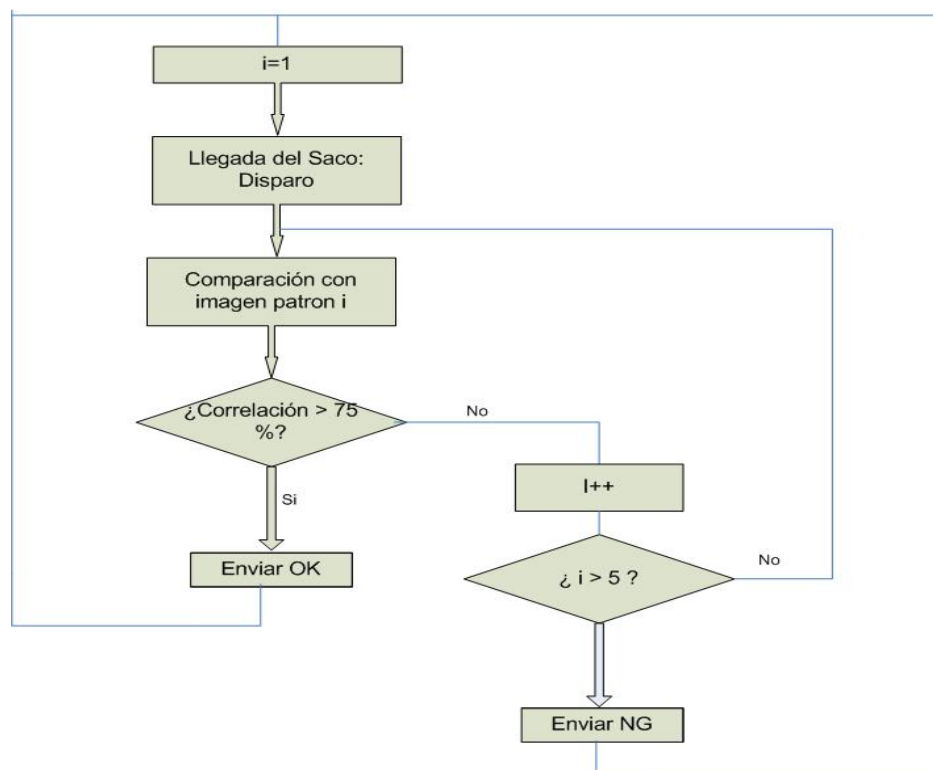 i=1
Llegada del Saco:
Disparo
Comparación con
imagen patron i
¿Correlación > 75
%?
No
Si
I++
Enviar OK
¿ i > 5 ?
No
Enviar NG